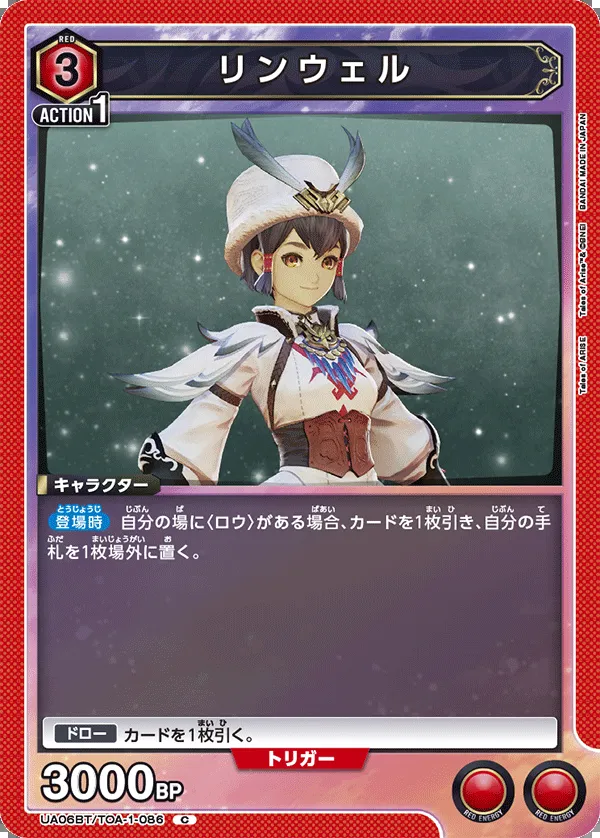 RED
3
リンウェル
ACTION 1
BANDAI MADE IN JAPAN
Tales of Arise™& ©BNEI
Tales of ARISE
キャラクター
登場時 自分の場に〈ロウ〉がある場合、カードを1枚引き、自分の手
札を1枚場外に置く。
ドロー カードを1枚引く。
トリガー
3000BP
RED ENERGY RED ENERGY
UA06BT/TOA-1-086 C